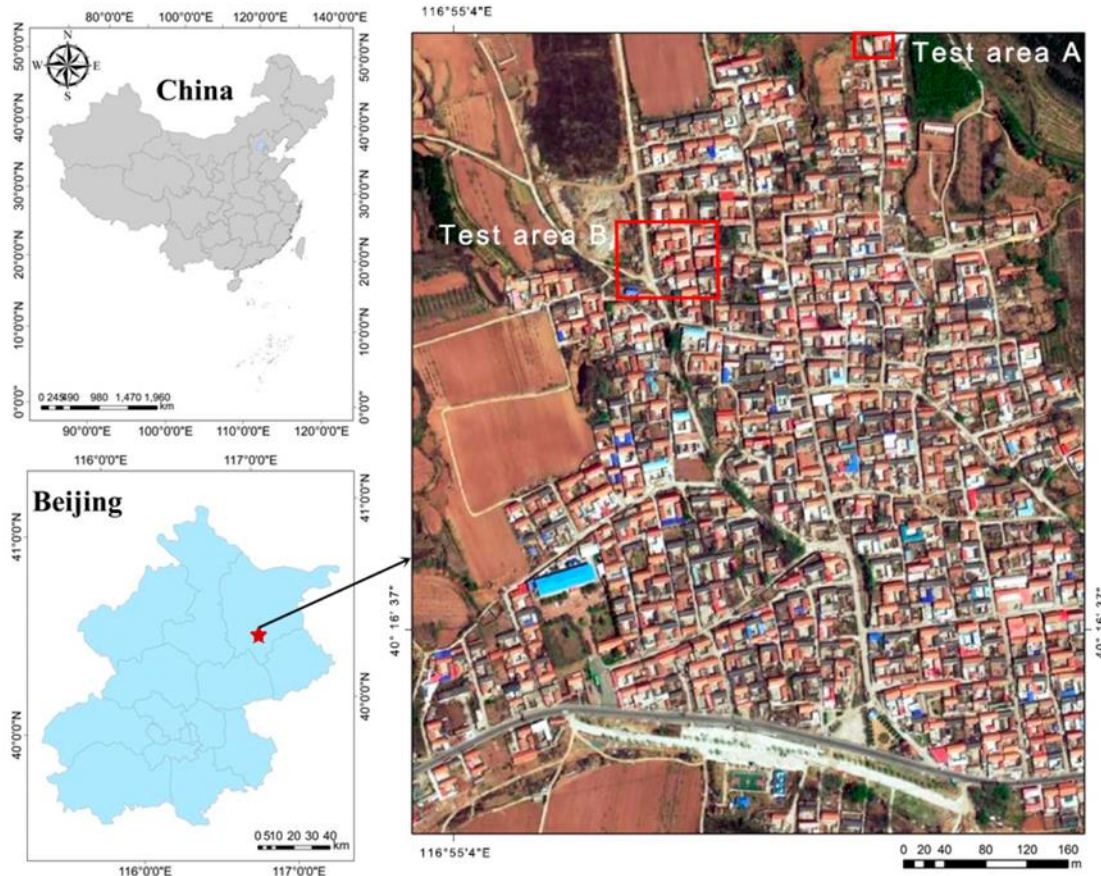 80°0'0"E 100°0'0"E 120°0'0"E 140°0'0"E
N
W E
S
China
50°0'0"N
40°0'0"N
30°0'0"N
20°0'0"N
10°0'0"N
0°0'0"
50°0'0"N
40°0'0"N
30°0'0"N
20°0'0"N
10°0'0"N
0°0'0"
0 245490 980 1,470 1,960
km
90°0'0"E 100°0'0"E 110°0'0"E 120°0'0"E
116°0'0"E 117°0'0"E
Beijing
41°0'0"N
40°0'0"N
41°0'0"N
40°0'0"N
0 510 20 30 40
km
116°0'0"E 117°0'0"E
116°55'4"E
Test area A
Test area B
40° 16' 37"
40° 16' 37"
116°55'4"E
0 20 40 80 120 160
m